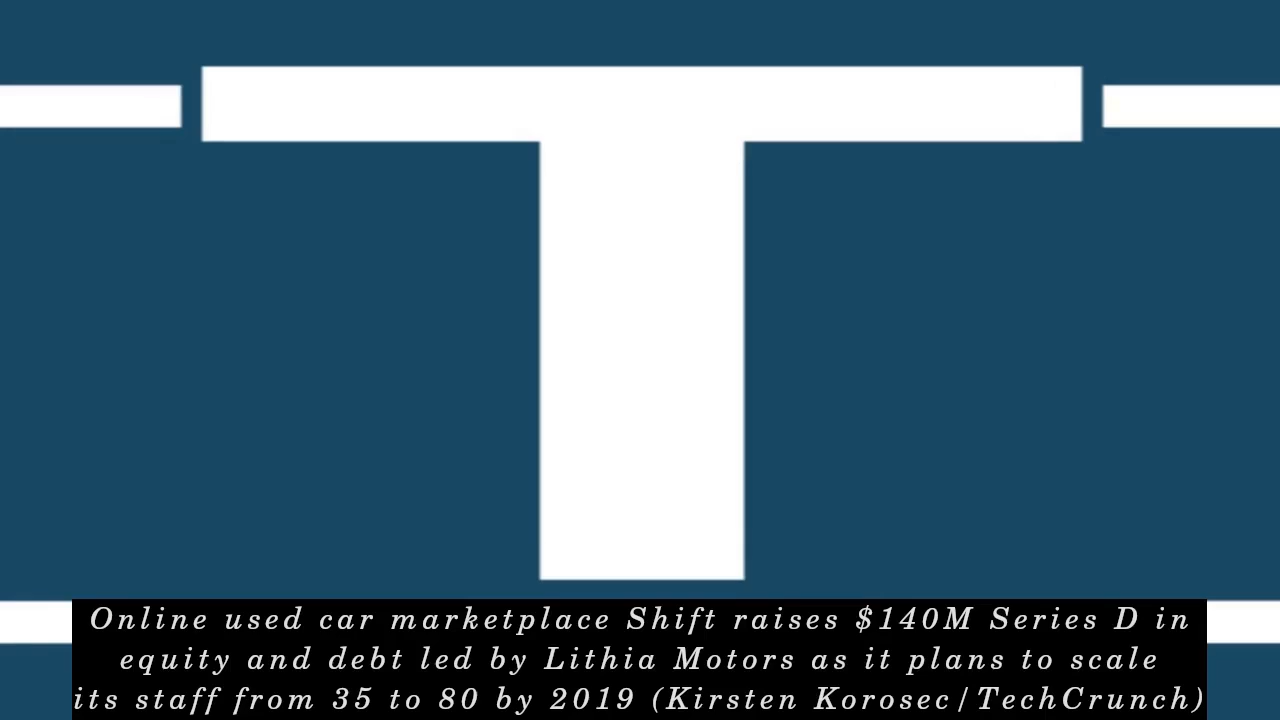 T
Online used car marketplace Shift raises $140M Series D in
equity and debt led by Lithia Motors as it plans to scale
its staff from 35 to 80 by 2019 (Kirsten Korosec/TechCrunch)